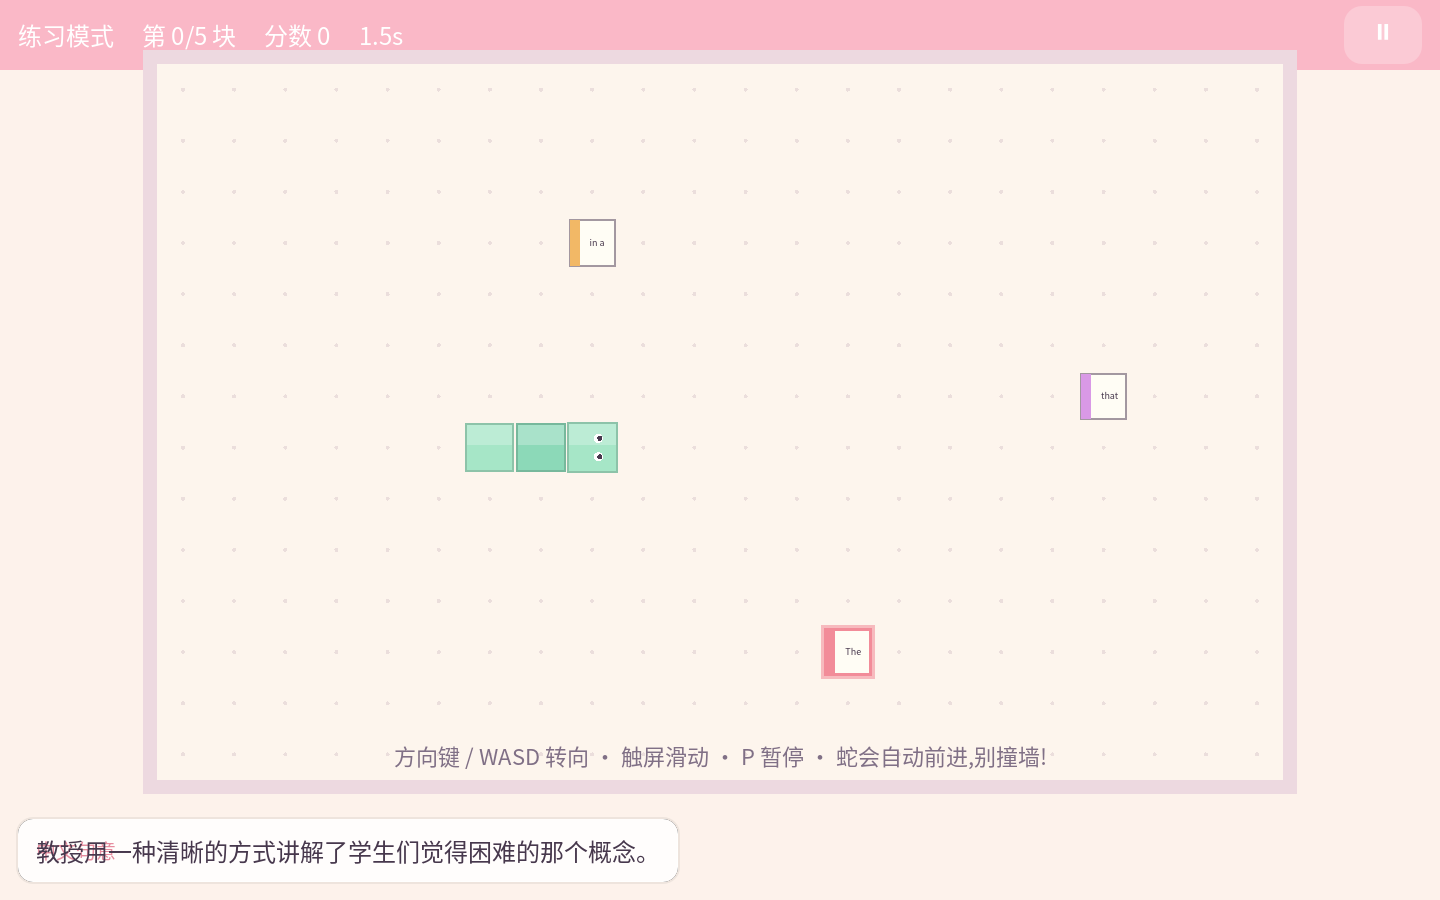 练习模式 第 0/5 块 分数 0 1.5s
in a
that
The
方向键 / WASD 转向 · 触屏滑动 · P 暂停 · 蛇会自动前进,别撞墙!
教授用一种清晰的方式讲解了学生们觉得困难的那个概念。